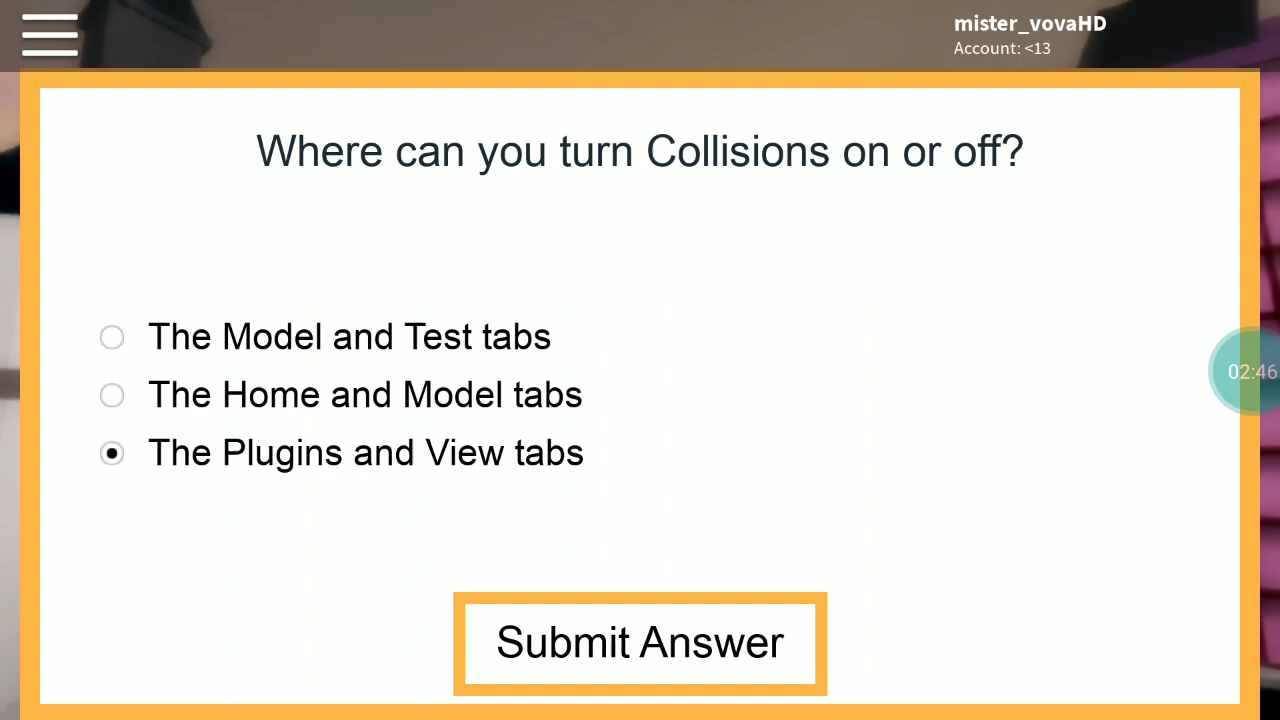 mister_vovaHD
Account: <13
Where can you turn Collisions on or off?
The Model and Test tabs
The Home and Model tabs
02:46
The Plugins and View tabs
Submit Answer